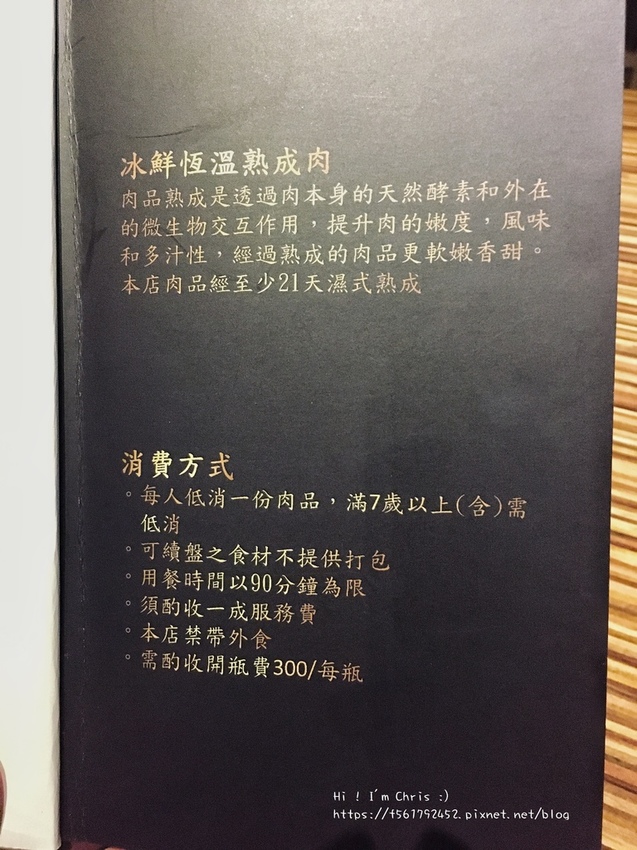 冰鮮恆溫熟成肉
肉品熟成是透過肉本身的天然酵素和外在
的微生物交互作用，提升肉的嫩度，風味
和多汁性，經過熟成的肉品更軟嫩香甜。
本店肉品經至少21天濕式熟成
消費方式
◦每人低消一份肉品，滿7歲以上(含)需
低消
◦可續盤之食材不提供打包
◦用餐時間以90分鐘為限
◦須酌收一成服務費
◦本店禁帶外食
◦需酌收開瓶費300/每瓶
Hi ! I'm Chris :)
https://f561792452.pixnet.net/blog